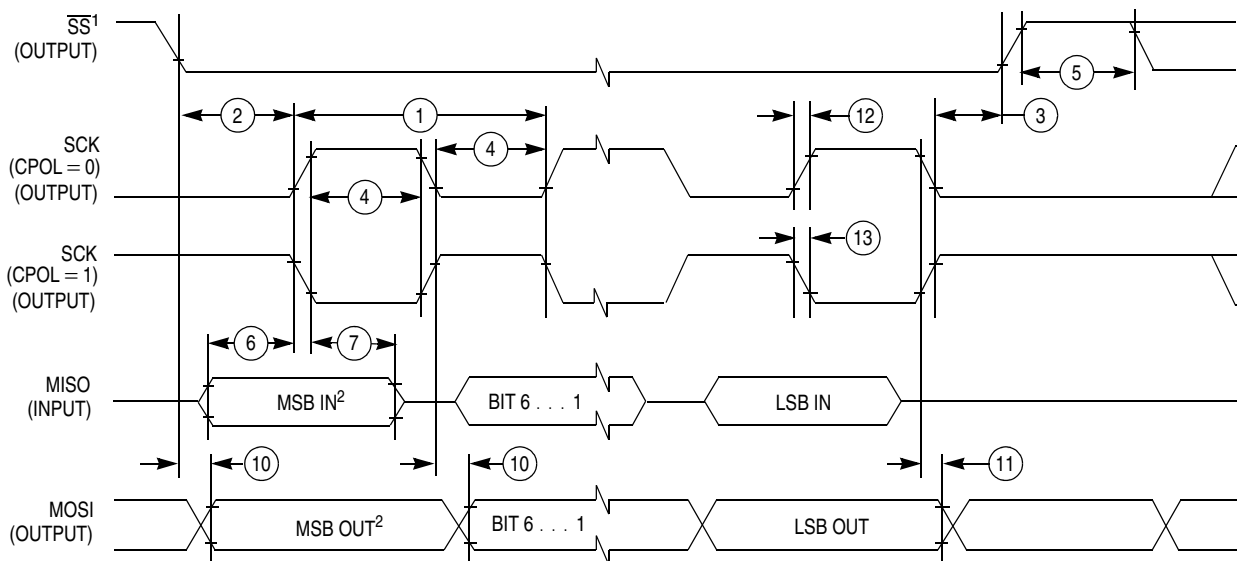 SS¹
(OUTPUT)
5
2
1
12
3
SCK
(CPOL = 0)
(OUTPUT)
4
4
SCK
(CPOL = 1)
(OUTPUT)
13
6
7
MISO
(INPUT)
MSB IN²
BIT 6 . . . 1
LSB IN
10
10
11
MOSI
(OUTPUT)
MSB OUT²
BIT 6 . . . 1
LSB OUT